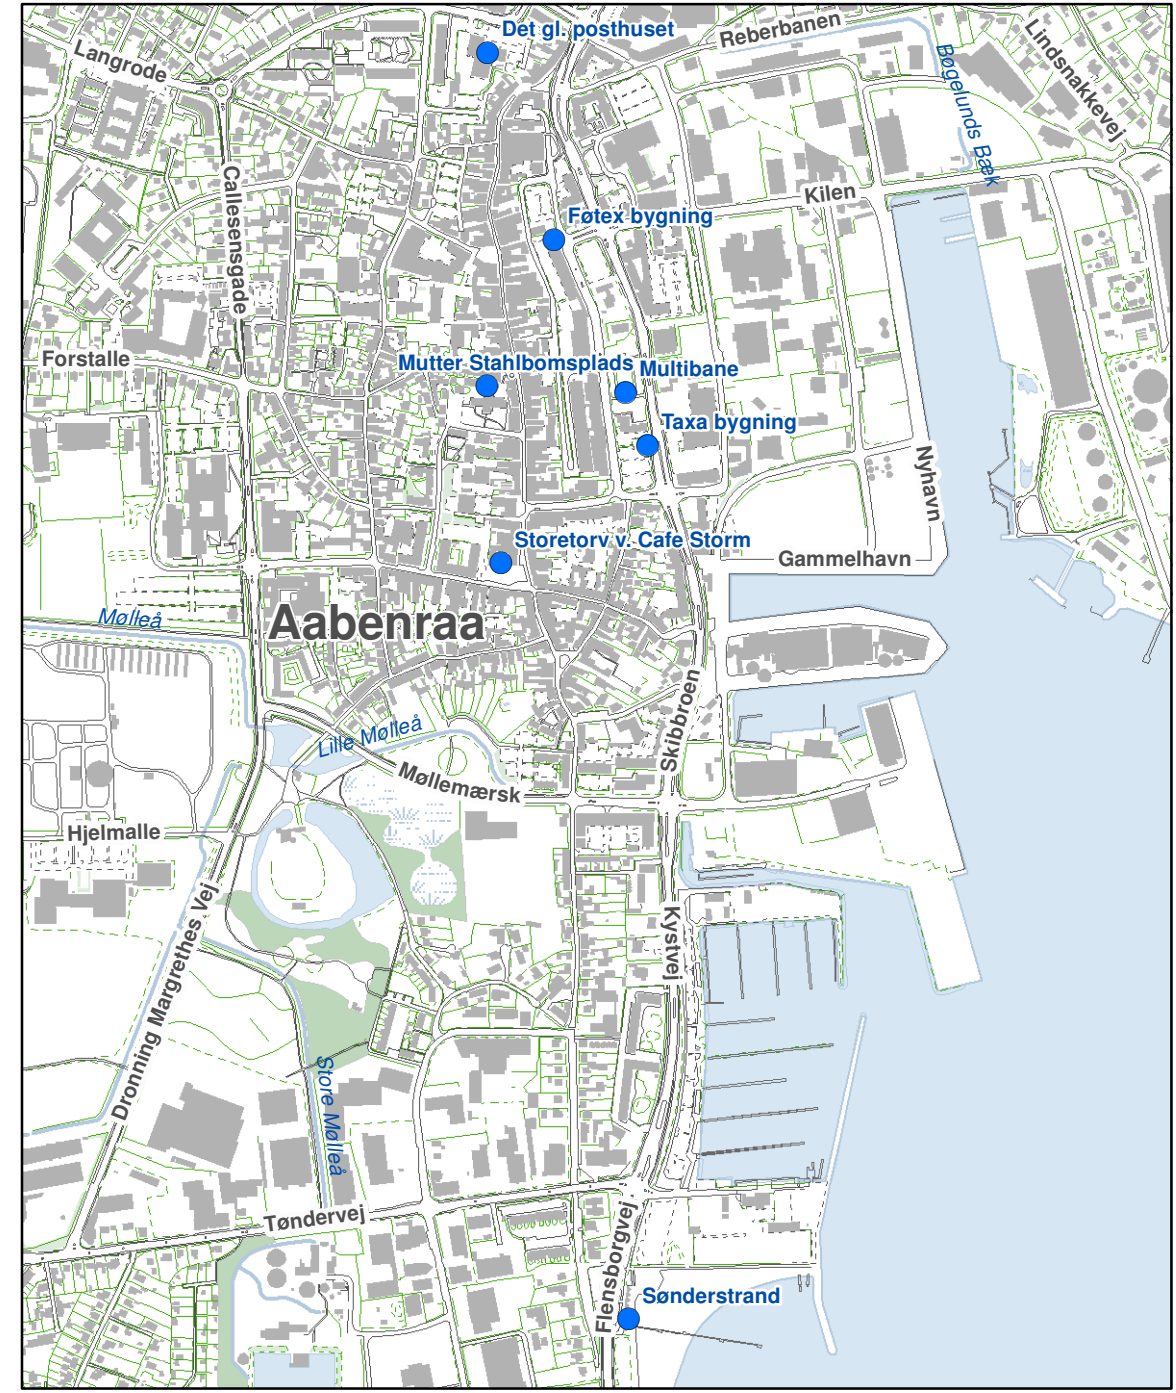 Det gl. posthuset
Reberbanen
Langrode
Lindsnakkevej
Bøgelunds Bæk
Callesensgade
Kilen
Føtex bygning
Forstalle
Mutter Stahlbomsplads
Multibane
Taxa bygning
Nyhavn
Storetorv v. Cafe Storm
Gammelhavn
Mølleå
Aabenraa
Skibbroen
Lille Mølleå
Møllemærsk
Hjelmalle
Dronning Margrethes Vej
Kystvej
Store Mølleå
Tøndervej
Flensborgvej
Sønderstrand